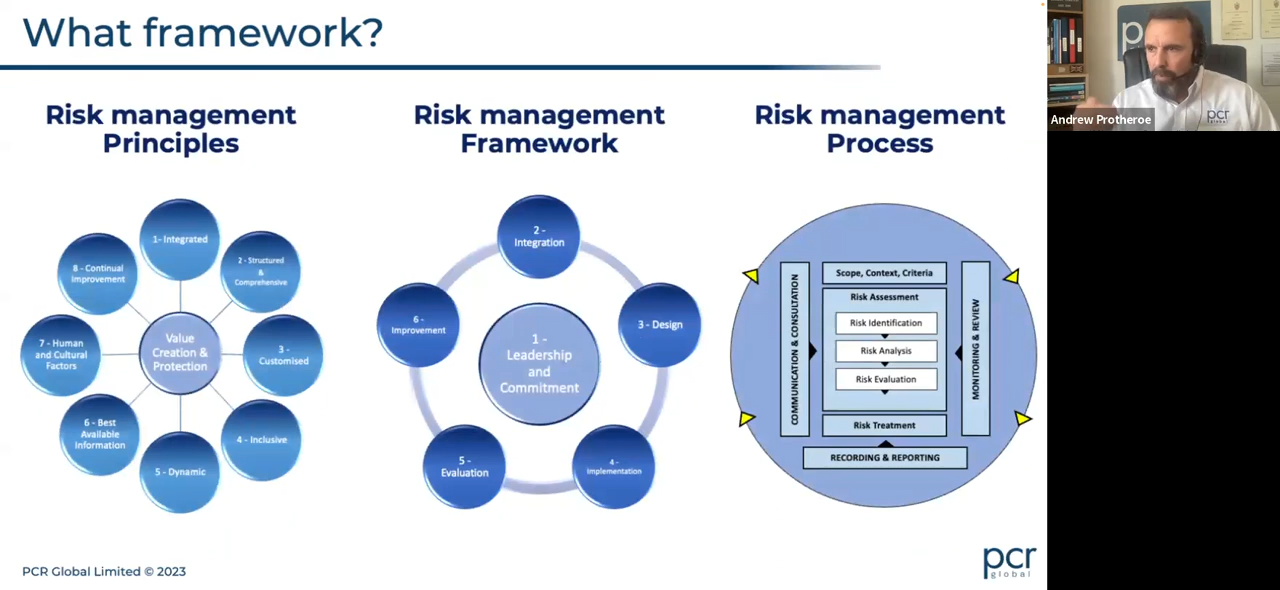 What framework?
Risk management
Principles
1- Integrated
2 - Structured
&
Comprehensive
3 -
Customised
4 - Inclusive
5 - Dynamic
6 - Best
Available
Information
7 - Human
and Cultural
Factors
8 - Continual
Improvement
Value
Creation &
Protection
Risk management
Framework
1 -
Leadership
and
Commitment
2 -
Integration
3 - Design
4 -
Implementation
5 -
Evaluation
6 -
Improvement
Risk management
Process
COMMUNICATION & CONSULTATION
Scope, Context, Criteria
Risk Assessment
Risk Identification
Risk Analysis
Risk Evaluation
Risk Treatment
MONITORING & REVIEW
RECORDING & REPORTING
PCR Global Limited © 2023
pcr
global
Andrew Protheroe
pcr
global